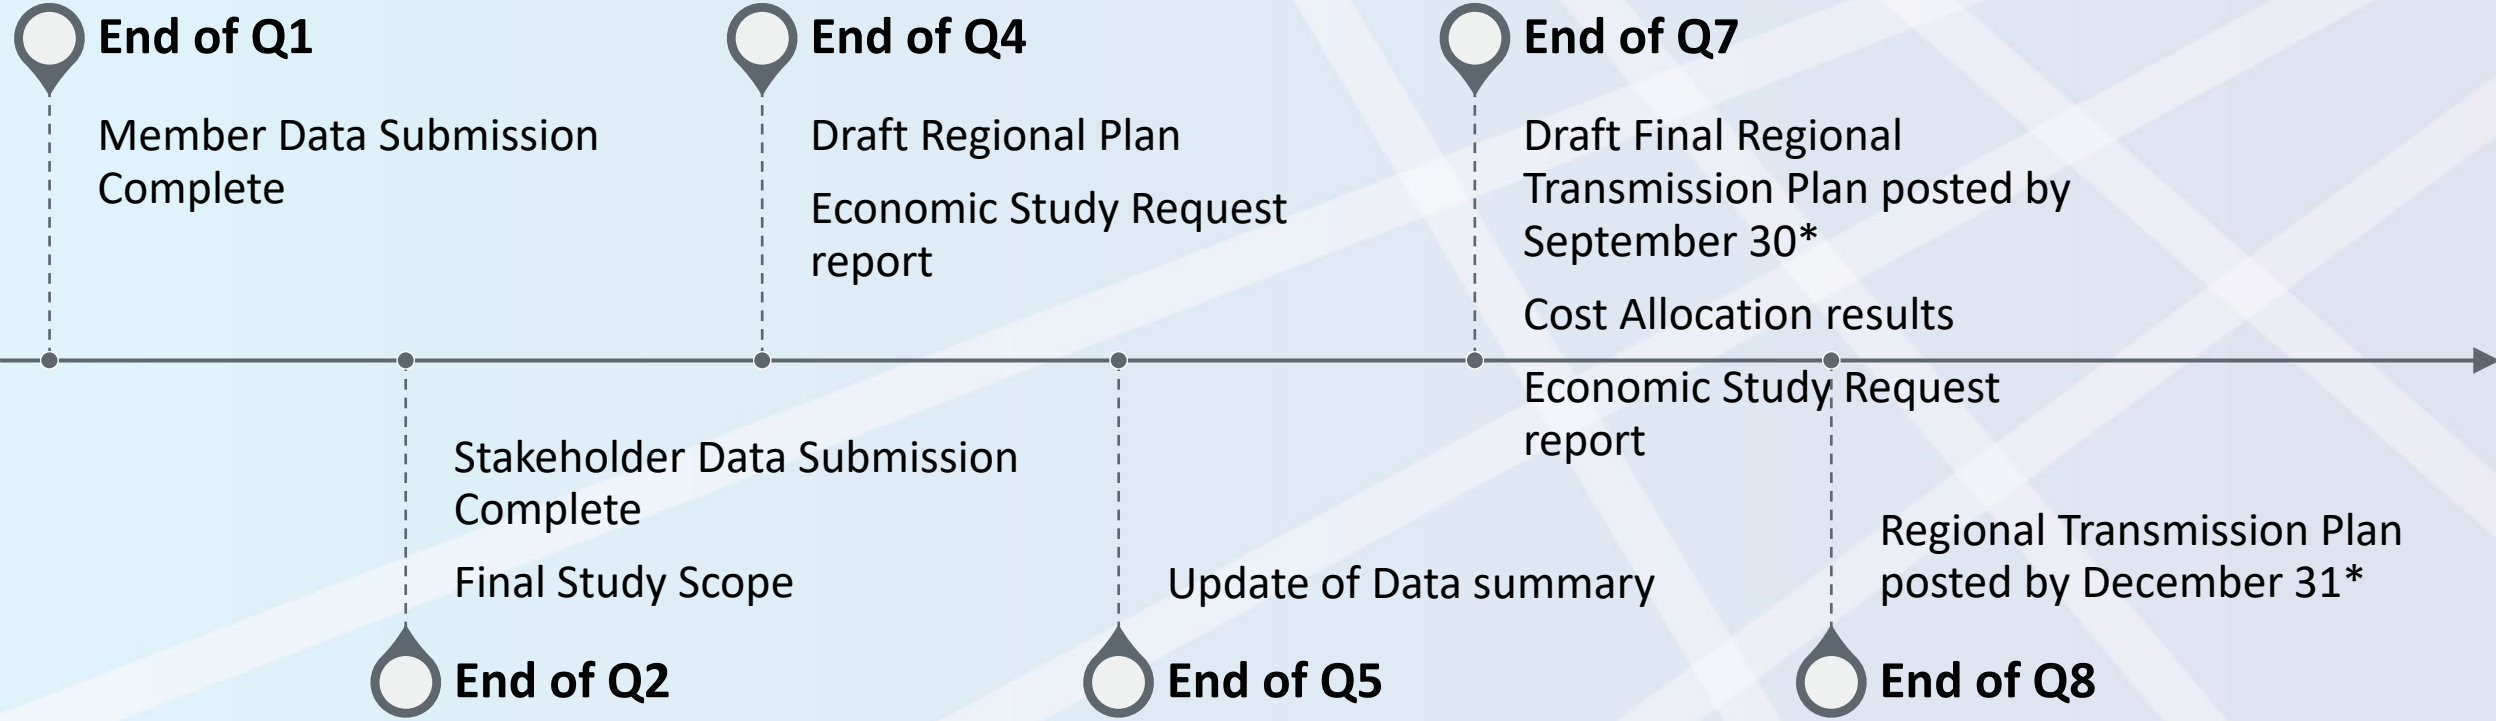 End of Q1
Member Data Submission
Complete
End of Q4
Draft Regional Plan
Economic Study Request
report
End of Q7
Draft Final Regional
Transmission Plan posted by
September 30*
Cost Allocation results
Economic Study Request
report
Stakeholder Data Submission
Complete
Final Study Scope
End of Q2
Update of Data summary
End of Q5
Regional Transmission Plan
posted by December 31*
End of Q8